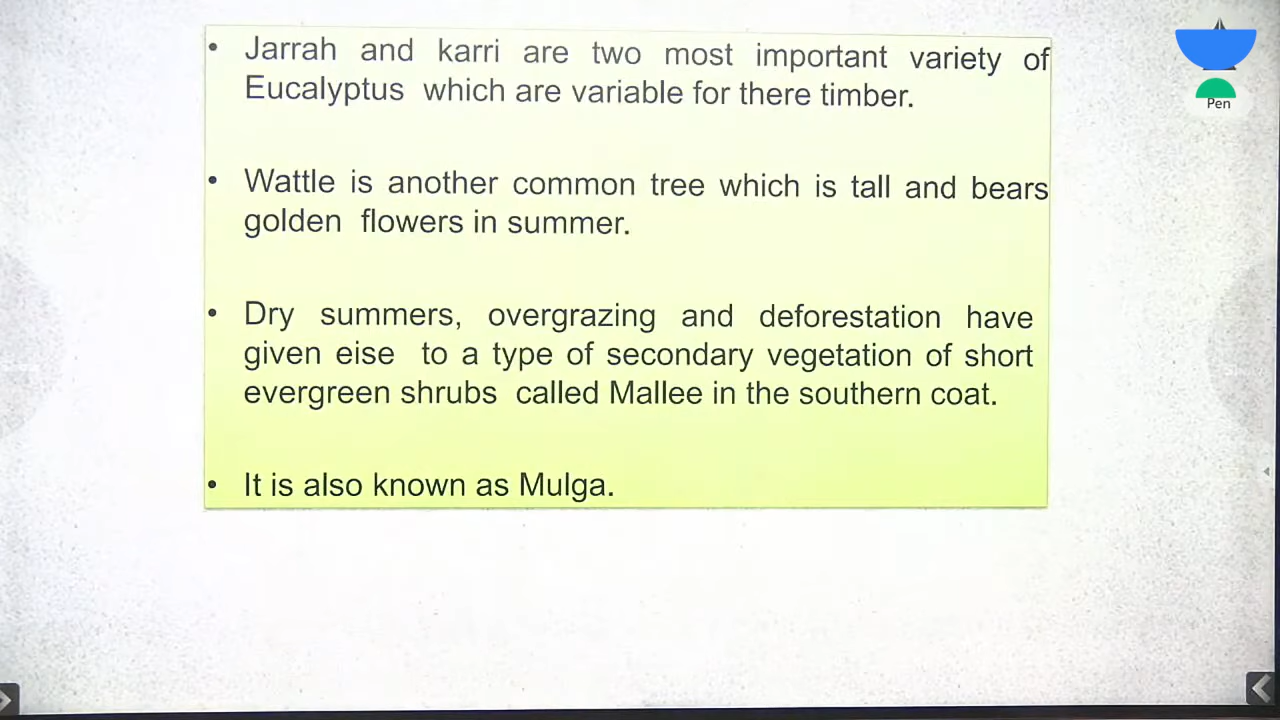 • Jarrah and karri are two most important variety of
Eucalyptus which are variable for there timber.
• Wattle is another common tree which is tall and bears
golden flowers in summer.
• Dry summers, overgrazing and deforestation have
given eise to a type of secondary vegetation of short
evergreen shrubs called Mallee in the southern coat.
• It is also known as Mulga.
Pen